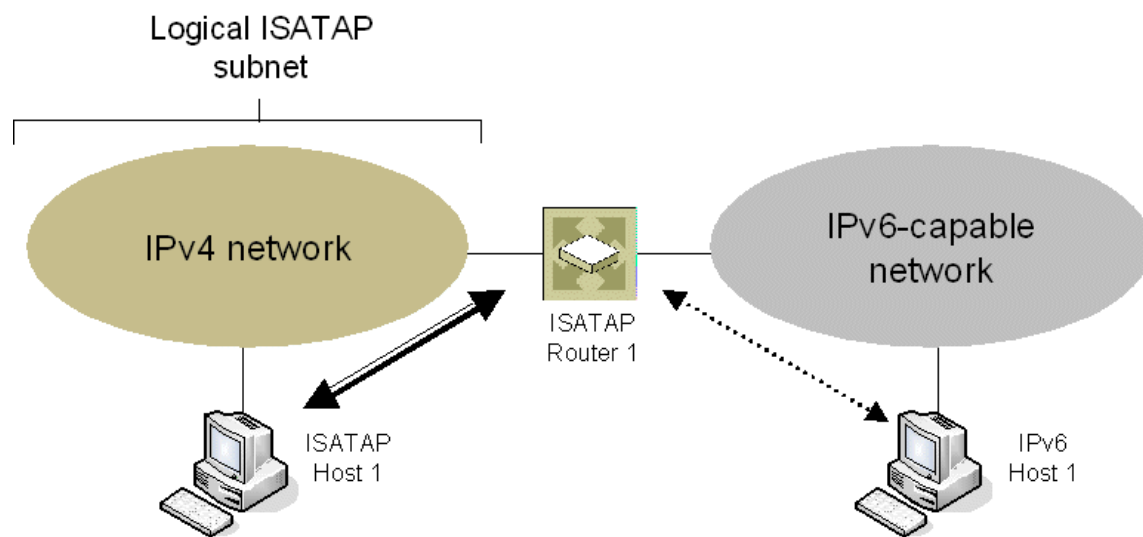 Logical ISATAP
subnet
IPv4 network
IPv6-capable
network
ISATAP
Router 1
ISATAP
Host 1
IPv6
Host 1